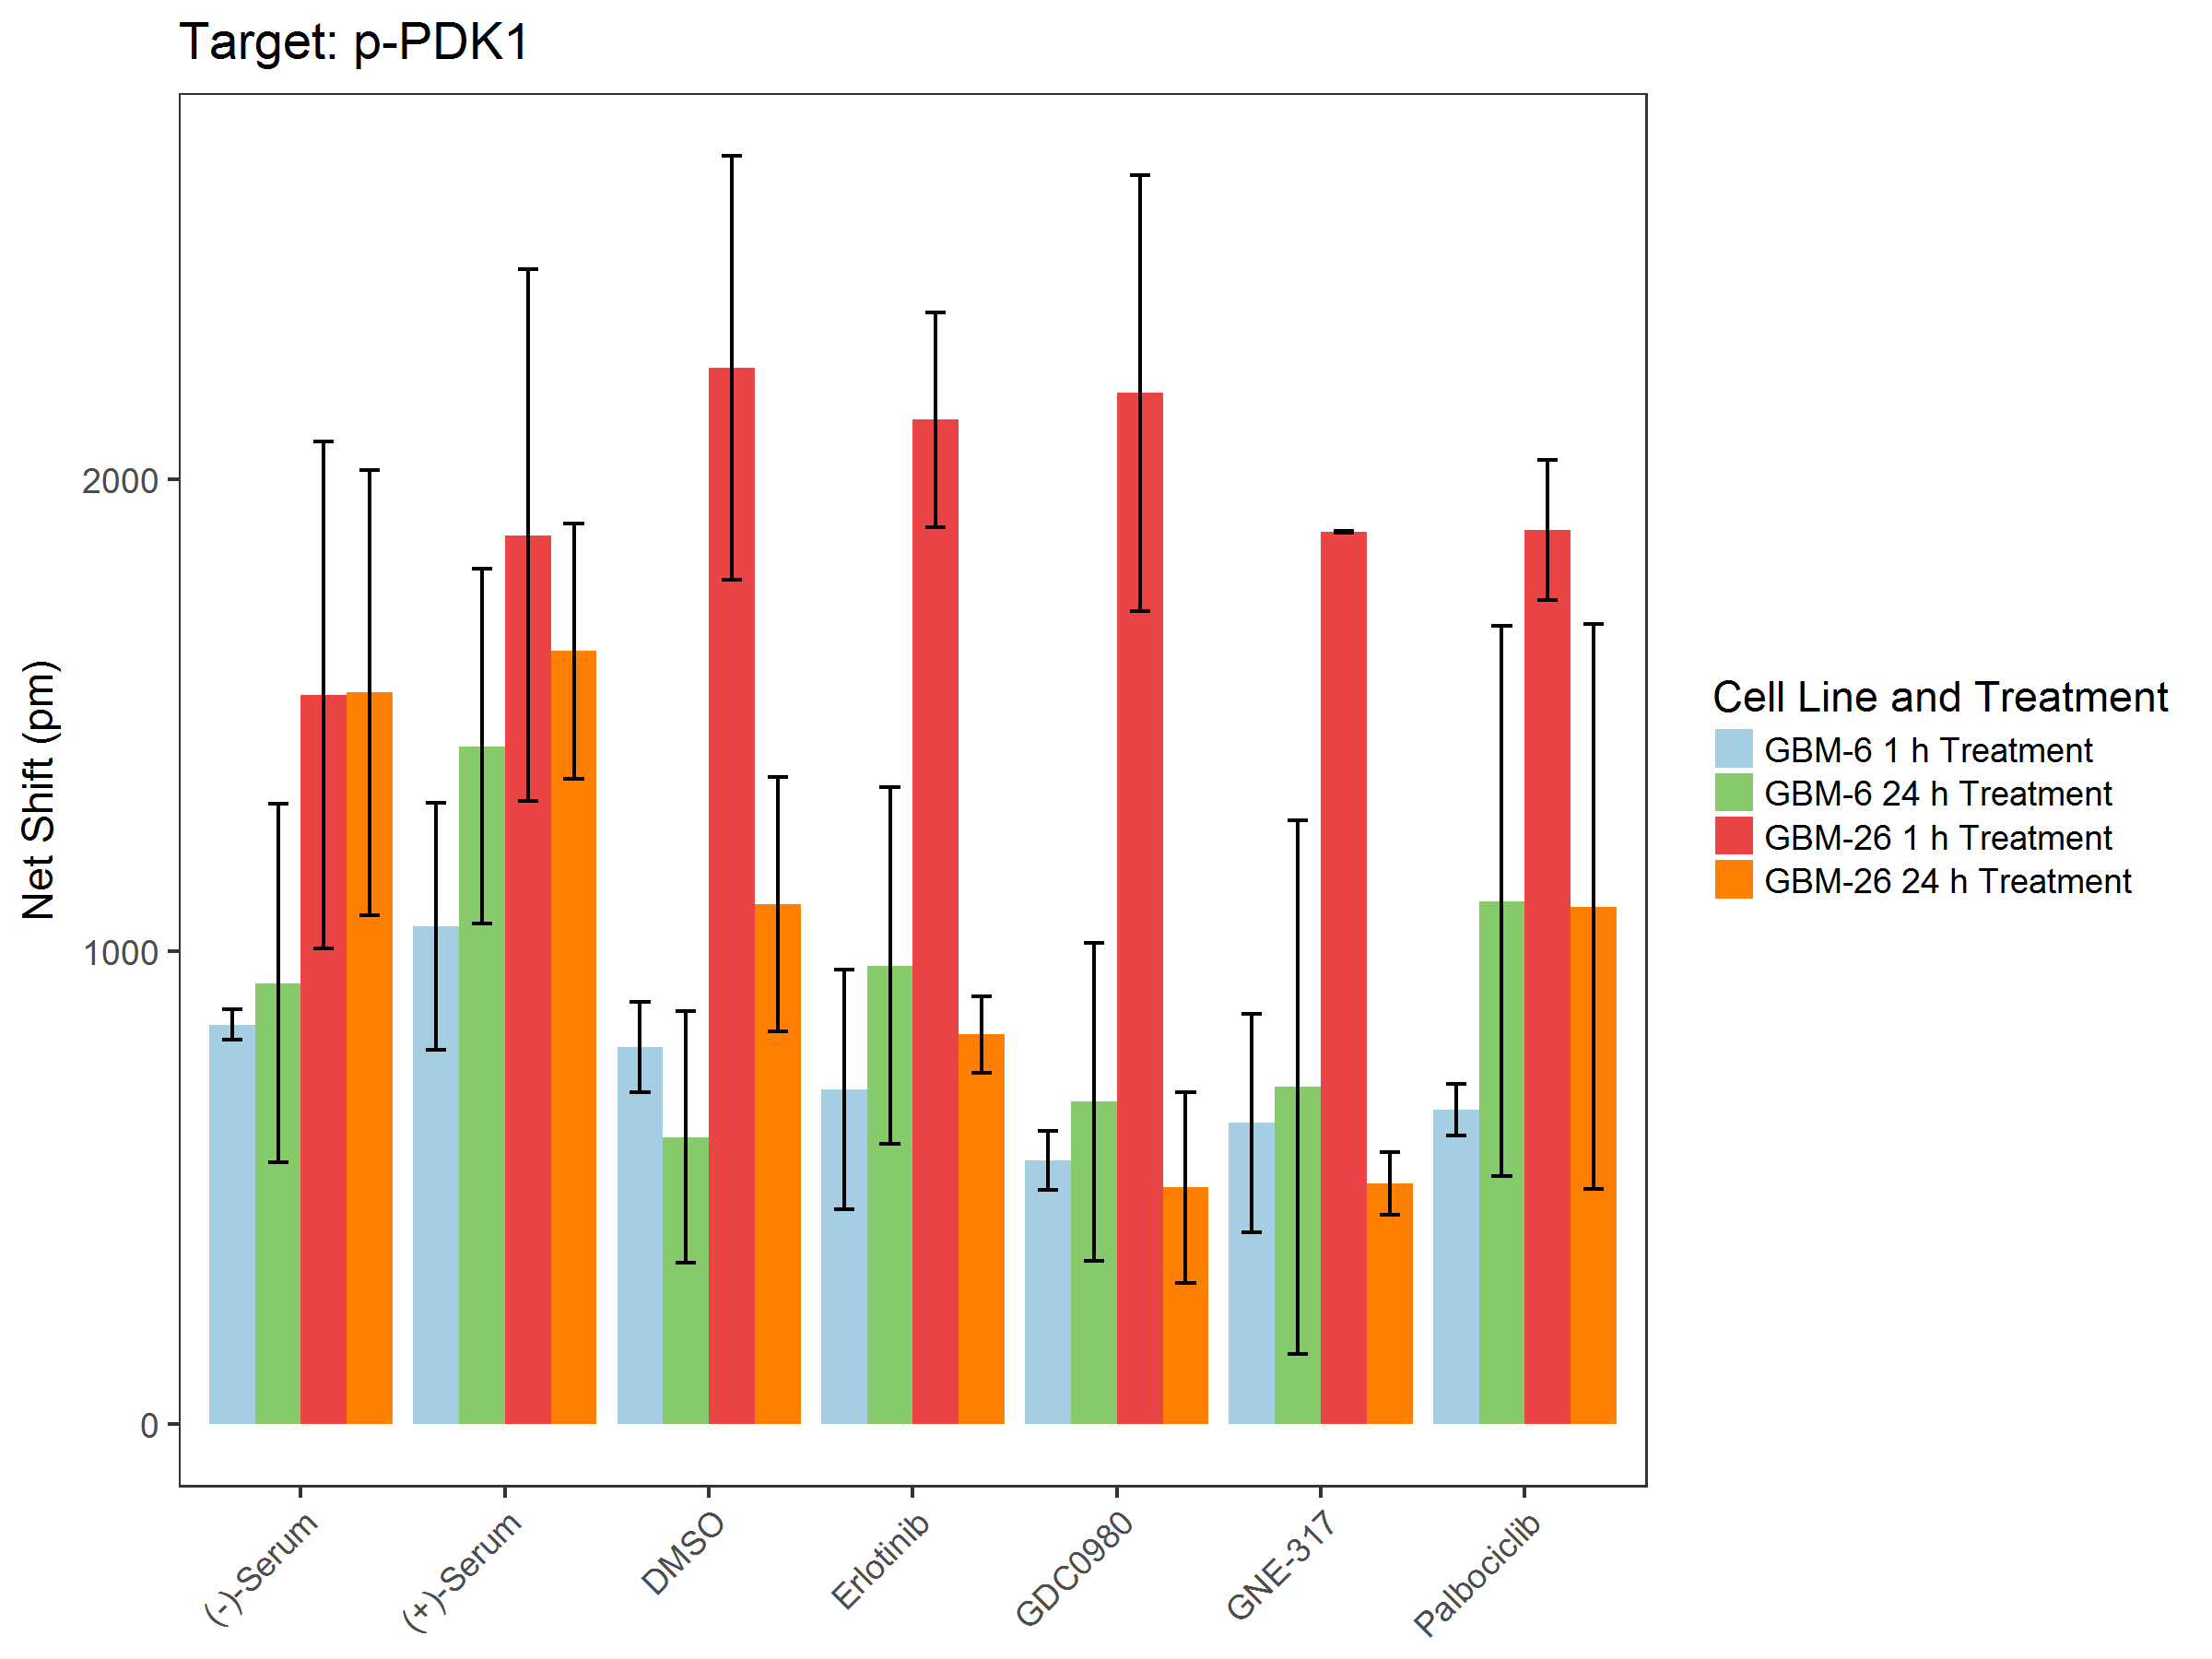 Target: p-PDK1
Net Shift (pm)
2000
1000
0
(-)-Serum
(+)-Serum
DMSO
Erlotinib
GDC0980
GNE-317
Palbociclib
Cell Line and Treatment
GBM-6 1 h Treatment
GBM-6 24 h Treatment
GBM-26 1 h Treatment
GBM-26 24 h Treatment